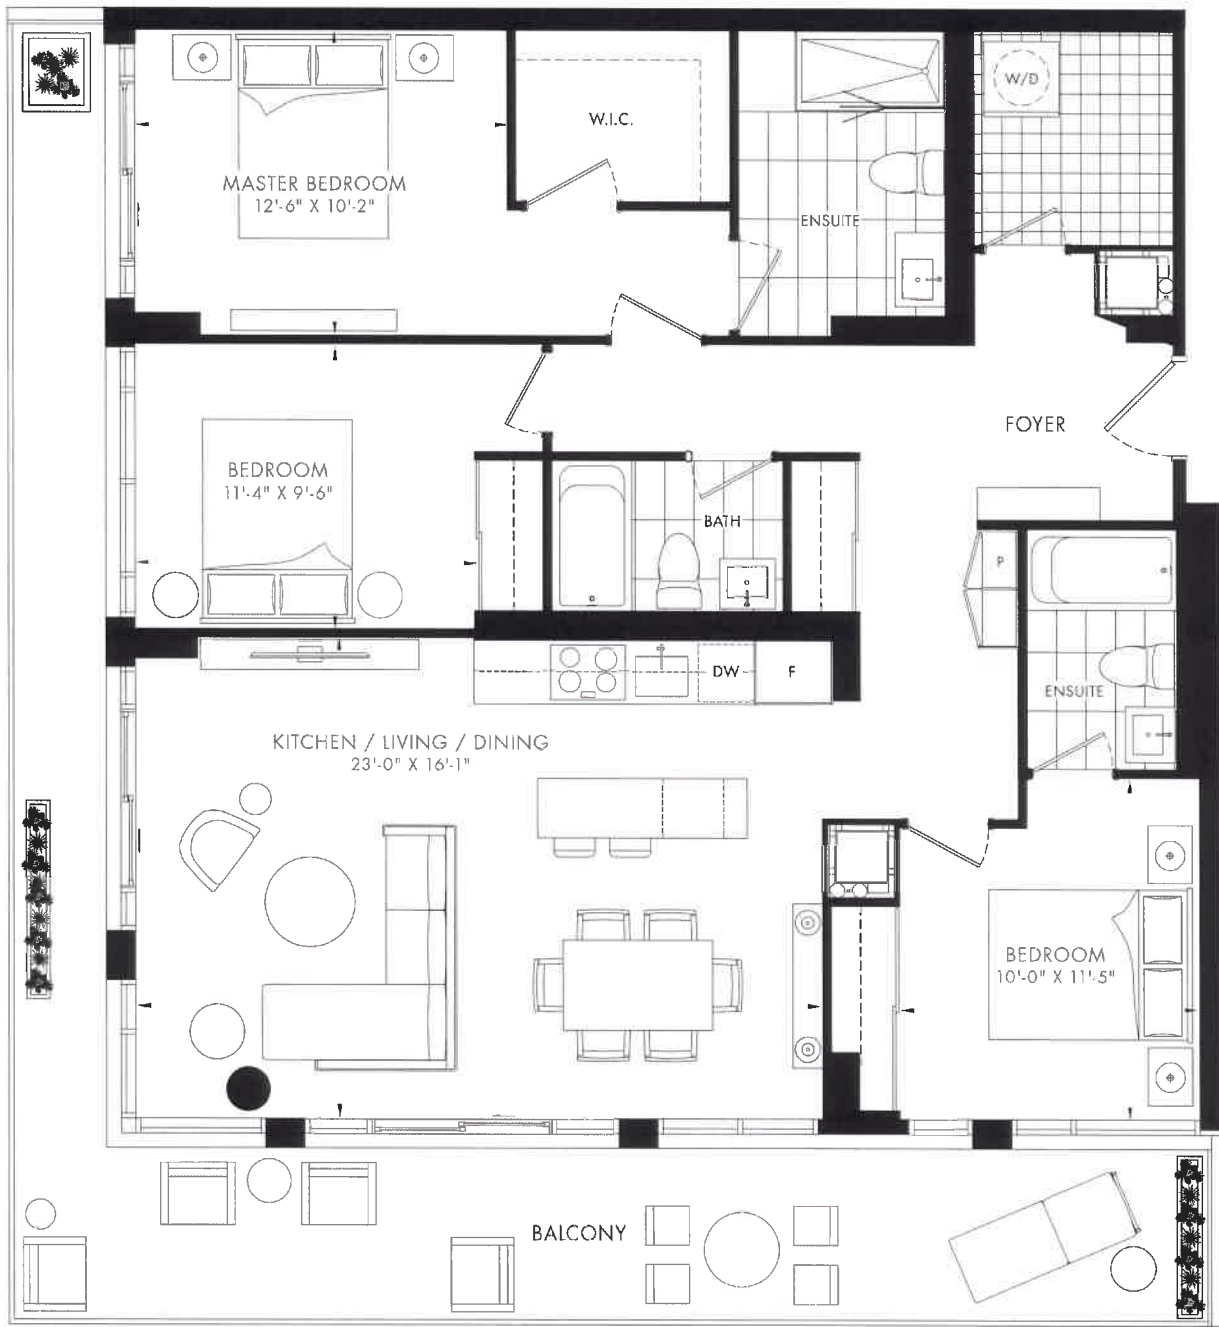 W.I.C.
W/D
MASTER BEDROOM
12'-6" X 10'-2"
ENSUITE
FOYER
BEDROOM
11'-4" X 9'-6"
BATH
P
DW
F
ENSUITE
KITCHEN / LIVING / DINING
23'-0" X 16'-1"
BEDROOM
10'-0" X 11'-5"
BALCONY